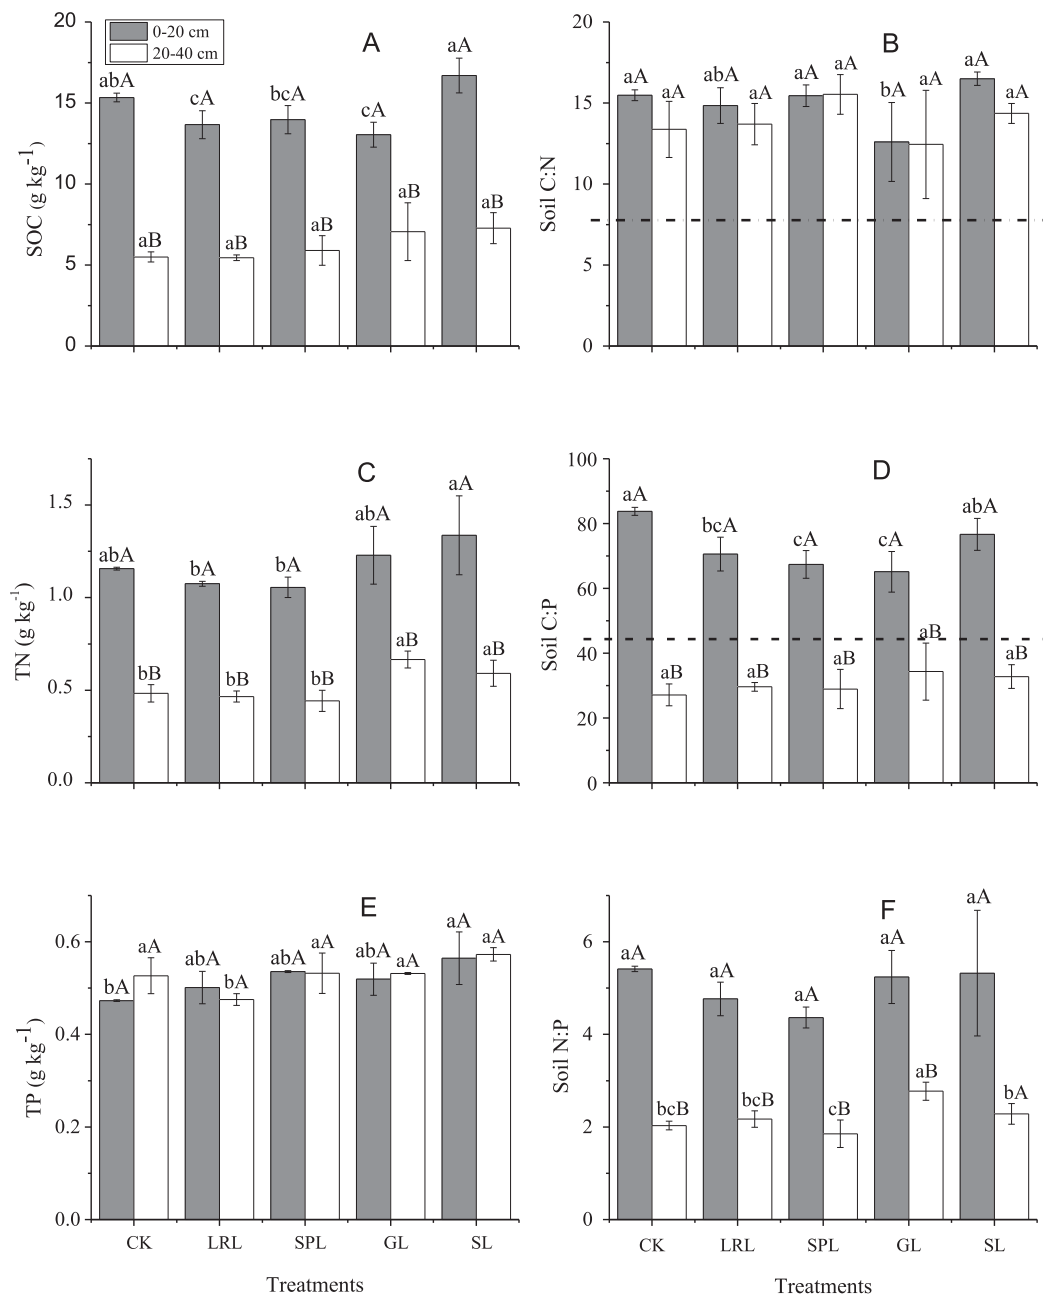 0-20 cm
20-40 cm
A
SOC (g kg-1)
20
15
10
5
0
abA
cA
bcA
cA
aA
aB
aB
aB
aB
aB
B
Soil C:N
20
15
10
5
0
aA
aA
abA
aA
aA
aA
bA
aA
aA
aA
C
TN (g kg-1)
1.5
1.0
0.5
0.0
abA
bA
bA
abA
aA
bB
bB
bB
aB
aB
D
Soil C:P
100
80
60
40
20
0
aA
bcA
cA
cA
abA
aB
aB
aB
aB
aB
E
TP (g kg-1)
0.6
0.4
0.2
0.0
bA
aA
abA
bA
abA
aA
abA
aA
aA
aA
CK LRL SPL GL SL
Treatments
F
Soil N:P
6
4
2
0
aA
aA
aA
aA
aA
bcB
bcB
cB
aB
bA
CK LRL SPL GL SL
Treatments